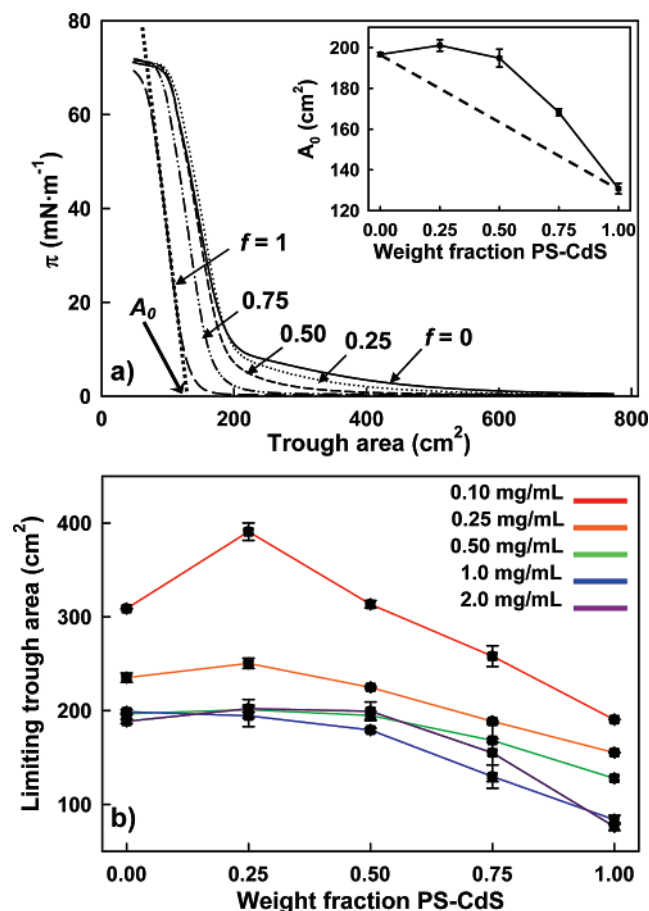 80
60
40
20
0
π (mN·m⁻¹)
0
200
400
600
800
Trough area (cm²)
a)
A₀
f = 1
0.75
0.50
0.25
f = 0
200
180
160
140
120
A₀ (cm²)
0.00
0.25
0.50
0.75
1.00
Weight fraction PS-CdS
400
300
200
100
Limiting trough area (cm²)
b)
0.10 mg/mL
0.25 mg/mL
0.50 mg/mL
1.0 mg/mL
2.0 mg/mL
0.00
0.25
0.50
0.75
1.00
Weight fraction PS-CdS